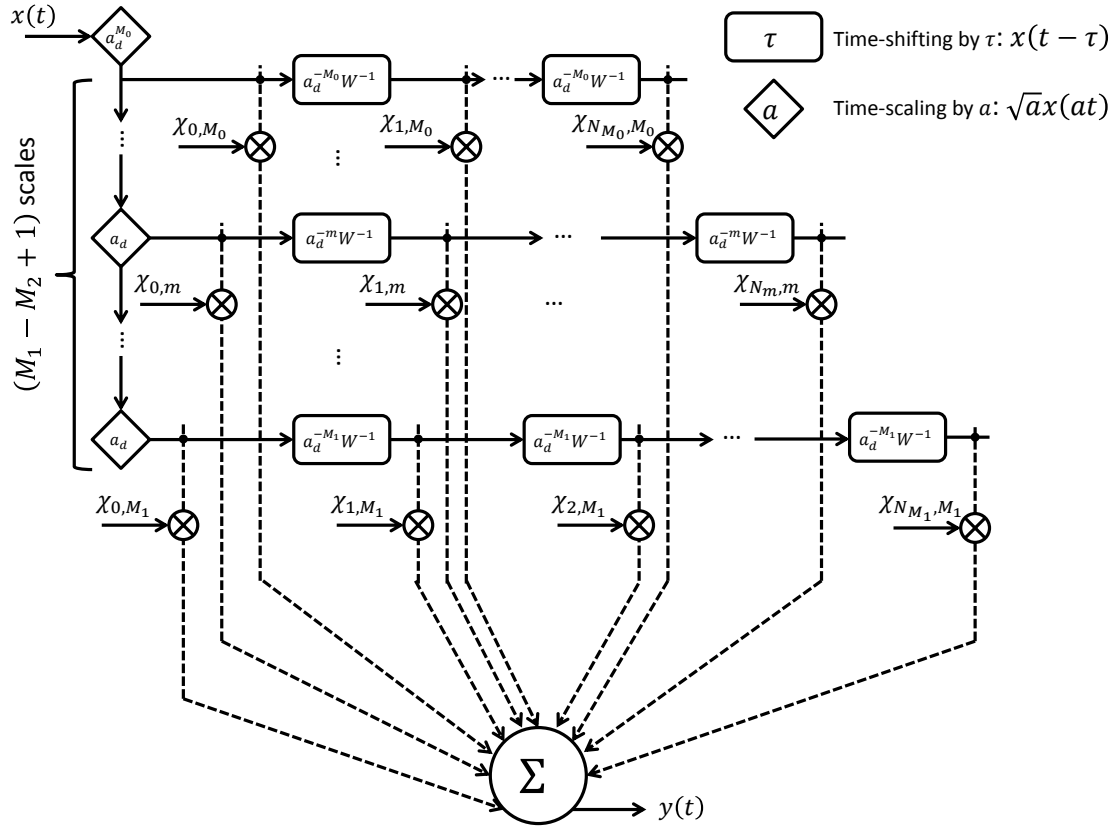 x(t)
a_d^{M_0}
τ Time-shifting by τ: x(t − τ)
a Time-scaling by a: √a x(at)
a_d^{-M_0}W^{-1} ··· a_d^{-M_0}W^{-1}
χ_{0,M_0} χ_{1,M_0} χ_{N_{M_0},M_0}
⋮ ⋮
(M_1 − M_2 + 1) scales
a_d a_d^{-m}W^{-1} ··· a_d^{-m}W^{-1}
χ_{0,m} χ_{1,m} ··· χ_{N_m,m}
⋮ ⋮
a_d a_d^{-M_1}W^{-1} a_d^{-M_1}W^{-1} ··· a_d^{-M_1}W^{-1}
χ_{0,M_1} χ_{1,M_1} χ_{2,M_1} χ_{N_{M_1},M_1}
Σ
y(t)